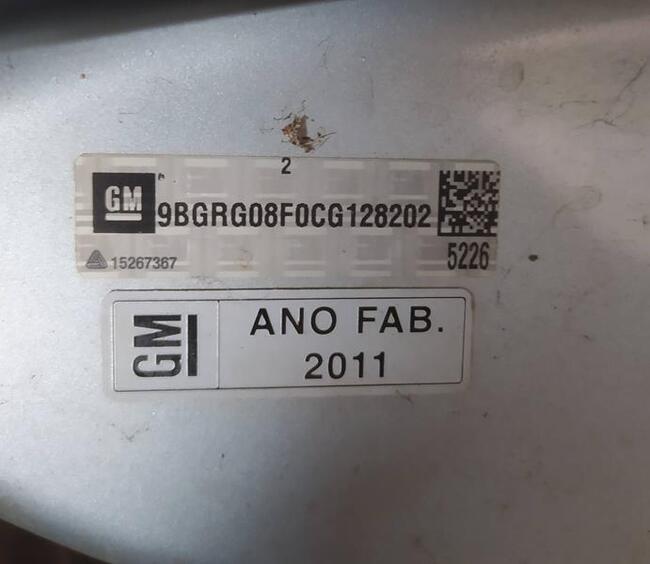 2
GM 9BGRG08F0CG128202
15267367 5226
GM ANO FAB.
2011